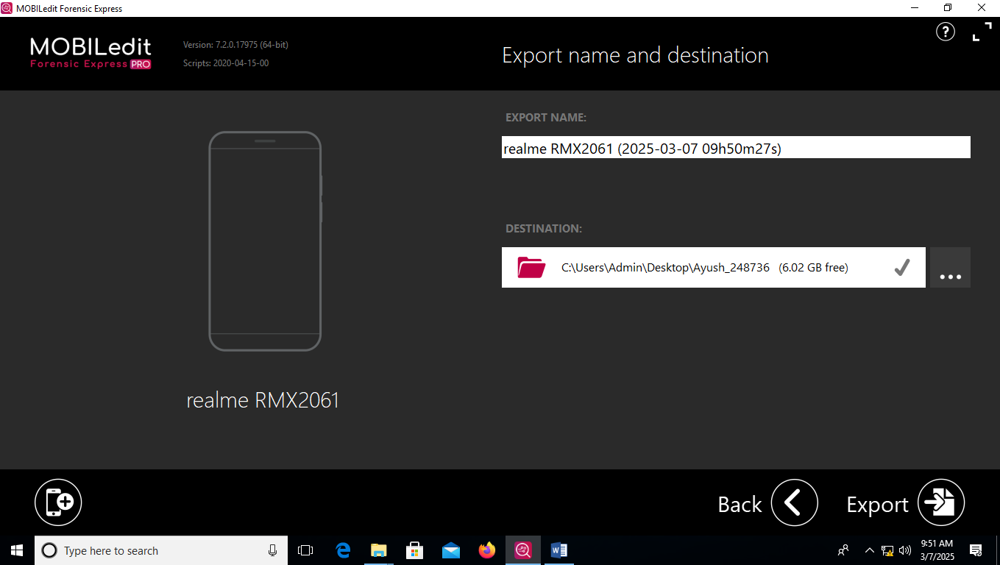 MOBILedit Forensic Express
MOBILedit
Forensic Express PRO
Version: 7.2.0.17975 (64-bit)
Scripts: 2020-04-15-00
Export name and destination
?
EXPORT NAME:
realme RMX2061 (2025-03-07 09h50m27s)
DESTINATION:
C:\Users\Admin\Desktop\Ayush_248736 (6.02 GB free)
...
realme RMX2061
Back
Export
Type here to search
9:51 AM
3/7/2025